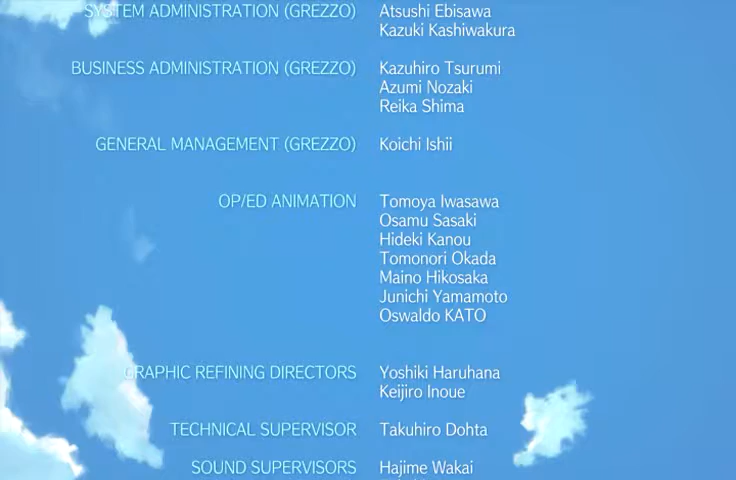 SYSTEM ADMINISTRATION (GREZZO) Atsushi Ebisawa
Kazuki Kashiwakura
BUSINESS ADMINISTRATION (GREZZO) Kazuhiro Tsurumi
Azumi Nozaki
Reika Shima
GENERAL MANAGEMENT (GREZZO) Koichi Ishii
OP/ED ANIMATION Tomoya Iwasawa
Osamu Sasaki
Hideki Kanou
Tomonori Okada
Maino Hikosaka
Junichi Yamamoto
Oswaldo KATO
GRAPHIC REFINING DIRECTORS Yoshiki Haruhana
Keijiro Inoue
TECHNICAL SUPERVISOR Takuhiro Dohta
SOUND SUPERVISORS Hajime Wakai